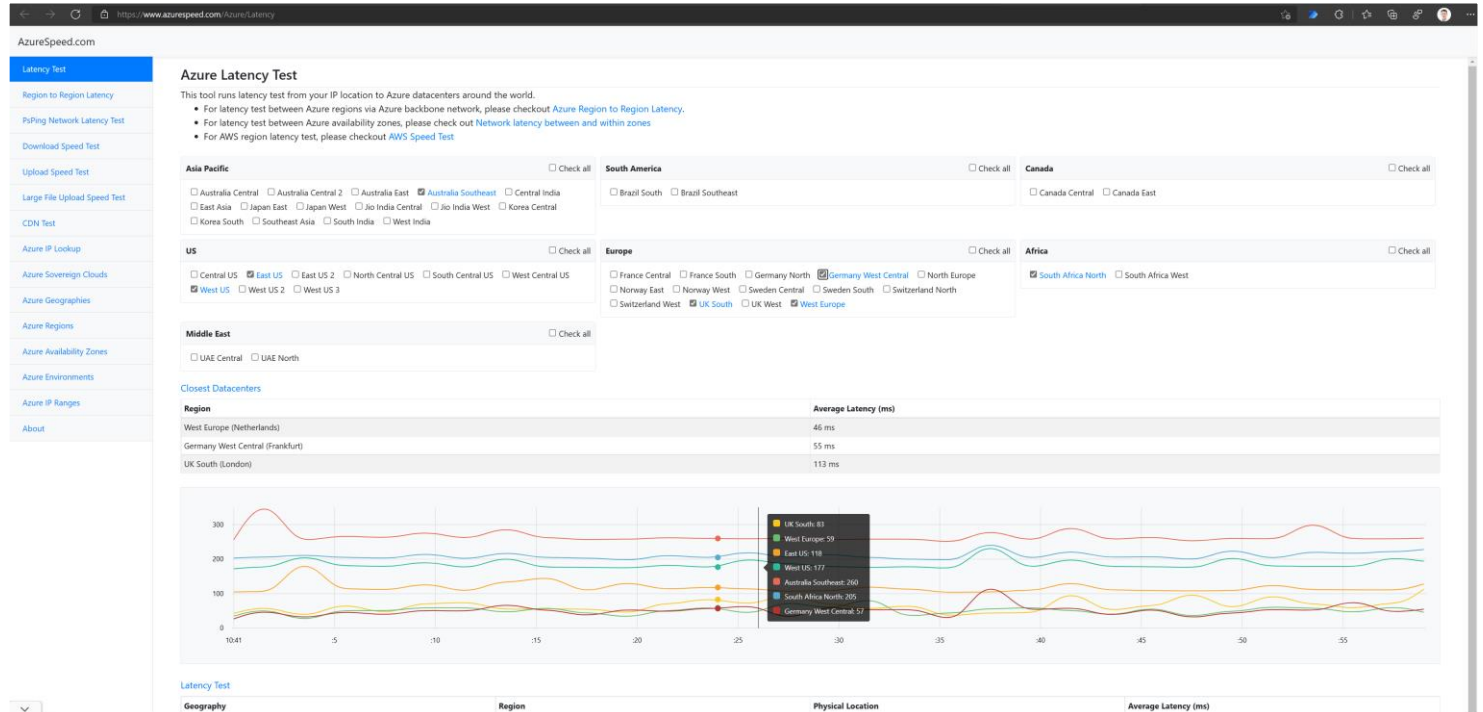 https://www.azurespeed.com/Azure/Latency
AzureSpeed.com
Latency Test
Region to Region Latency
PsPing Network Latency Test
Download Speed Test
Upload Speed Test
Large File Upload Speed Test
CDN Test
Azure IP Lookup
Azure Sovereign Clouds
Azure Geographies
Azure Regions
Azure Availability Zones
Azure Environments
Azure IP Ranges
About
Azure Latency Test
This tool runs latency test from your IP location to Azure datacenters around the world.
For latency test between Azure regions via Azure backbone network, please checkout Azure Region to Region Latency.
For latency test between Azure availability zones, please check out Network latency between and within zones
For AWS region latency test, please checkout AWS Speed Test
Asia Pacific Check all
Australia Central Australia Central 2 Australia East Australia Southeast Central India
East Asia Japan East Japan West Jio India Central Jio India West Korea Central
Korea South Southeast Asia South India West India
South America Check all
Brazil South Brazil Southeast
Canada Check all
Canada Central Canada East
US Check all
Central US East US East US 2 North Central US South Central US West Central US
West US West US 2 West US 3
Europe Check all
France Central France South Germany North Germany West Central North Europe
Norway East Norway West Sweden Central Sweden South Switzerland North
Switzerland West UK South UK West West Europe
Africa Check all
South Africa North South Africa West
Middle East Check all
UAE Central UAE North
Closest Datacenters
Region Average Latency (ms)
West Europe (Netherlands) 46 ms
Germany West Central (Frankfurt) 55 ms
UK South (London) 113 ms
300
200
100
0
10:41 :5 :10 :15 :20 :25 :30 :35 :40 :45 :50 :55
UK South: 83
West Europe: 59
East US: 118
West US: 177
Australia Southeast: 260
South Africa North: 205
Germany West Central: 57
Latency Test
Geography Region Physical Location Average Latency (ms)